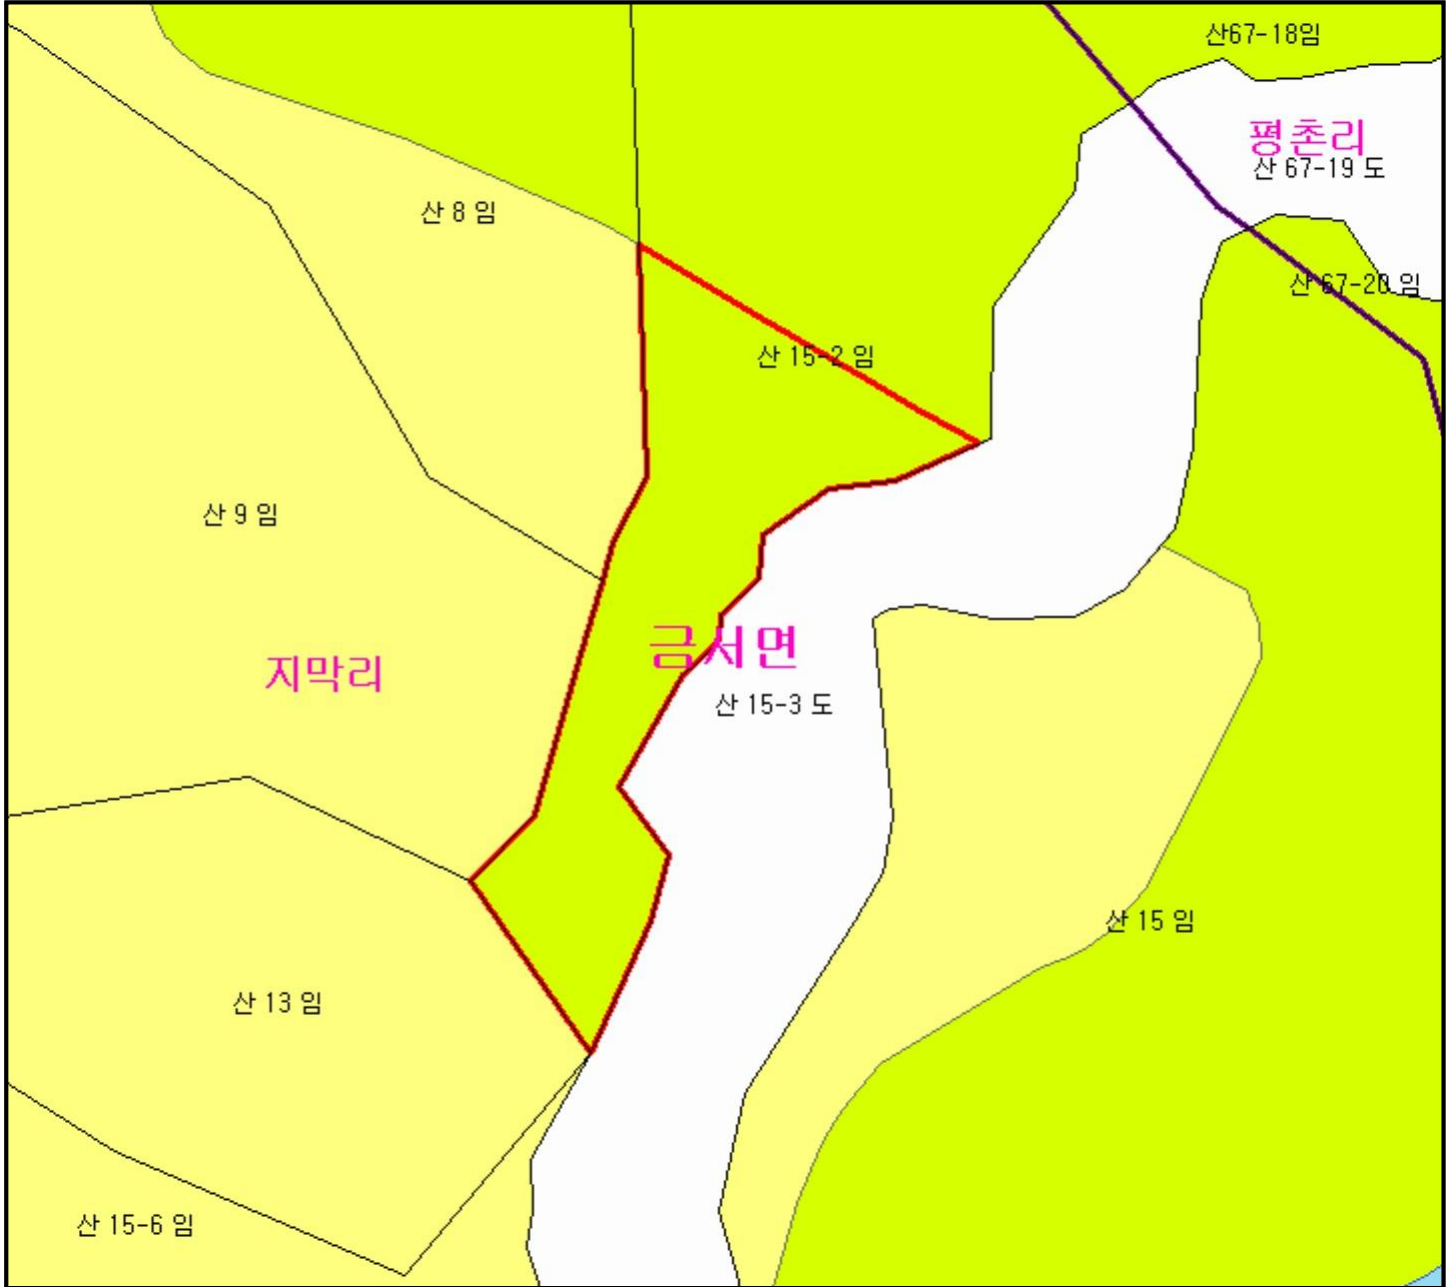 산67-18임
평촌리
산 67-19 도
산 8 임
산 67-20 임
산 15-2 임
산 9 임
금서면
지막리
산 15-3 도
산 15 임
산 13 임
산 15-6 임